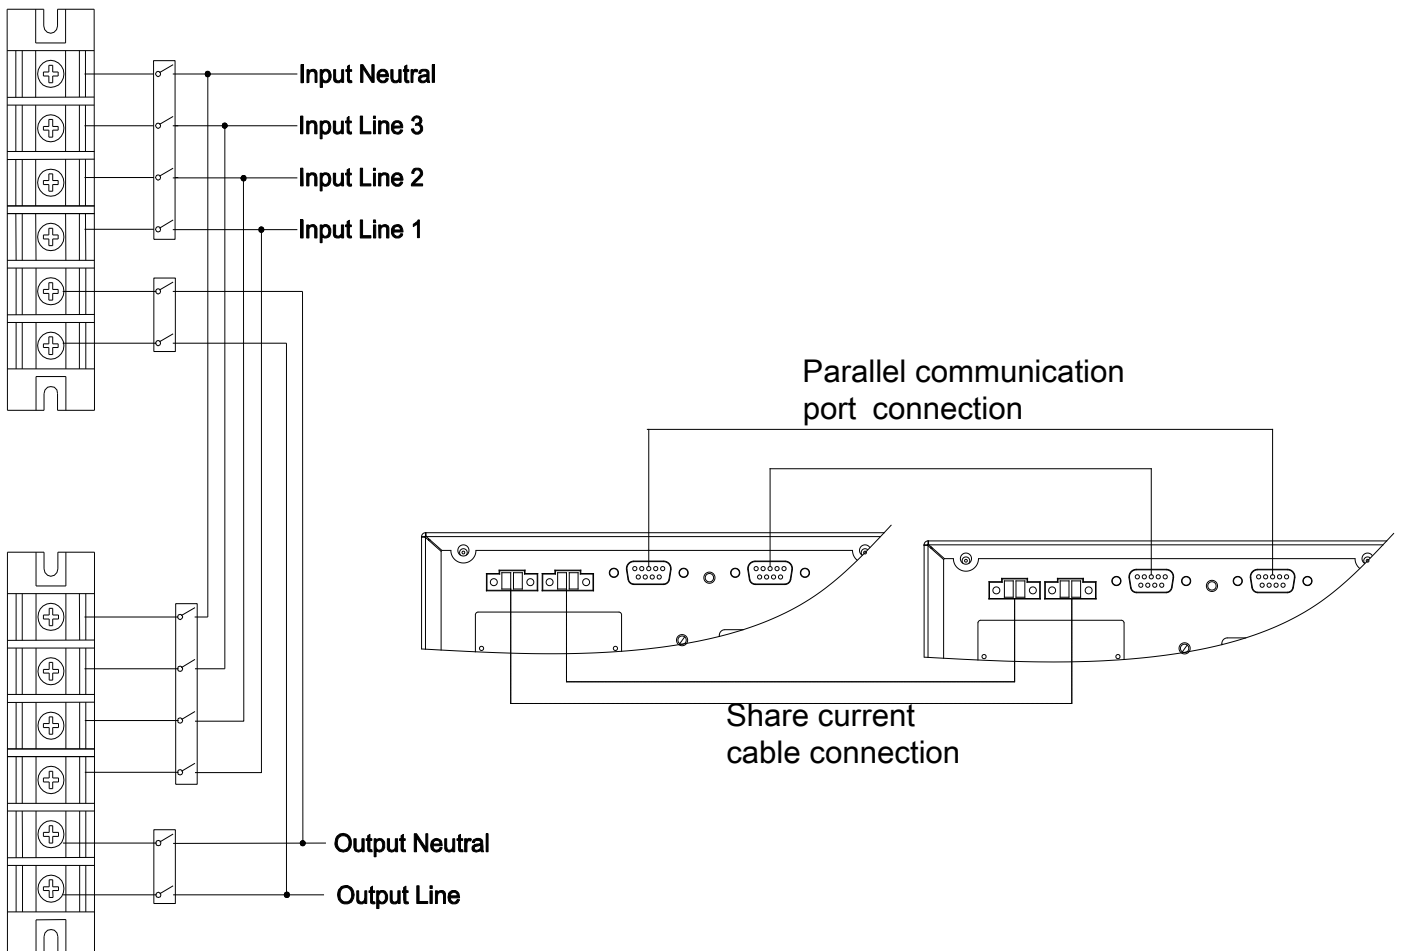 Input Neutral
Input Line 3
Input Line 2
Input Line 1
Parallel communication
port connection
Share current
cable connection
Output Neutral
Output Line